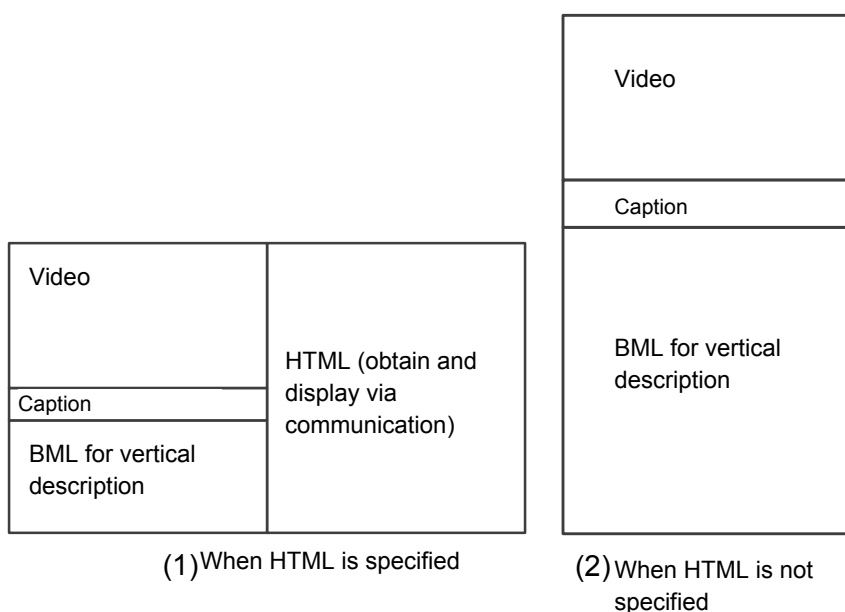 Video
Caption
BML for vertical
description
HTML (obtain and
display via
communication)
(1) When HTML is specified
Video
Caption
BML for vertical
description
(2) When HTML is not
specified